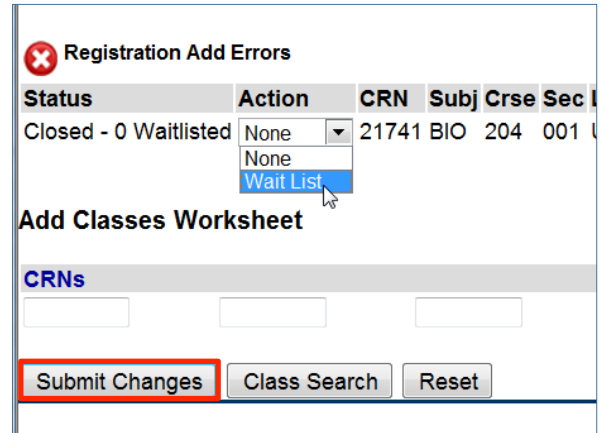 Registration Add Errors
Status Action CRN Subj Crse Sec
Closed - 0 Waitlisted None 21741 BIO 204 001
None
Wait List
Add Classes Worksheet
CRNs
Submit Changes Class Search Reset